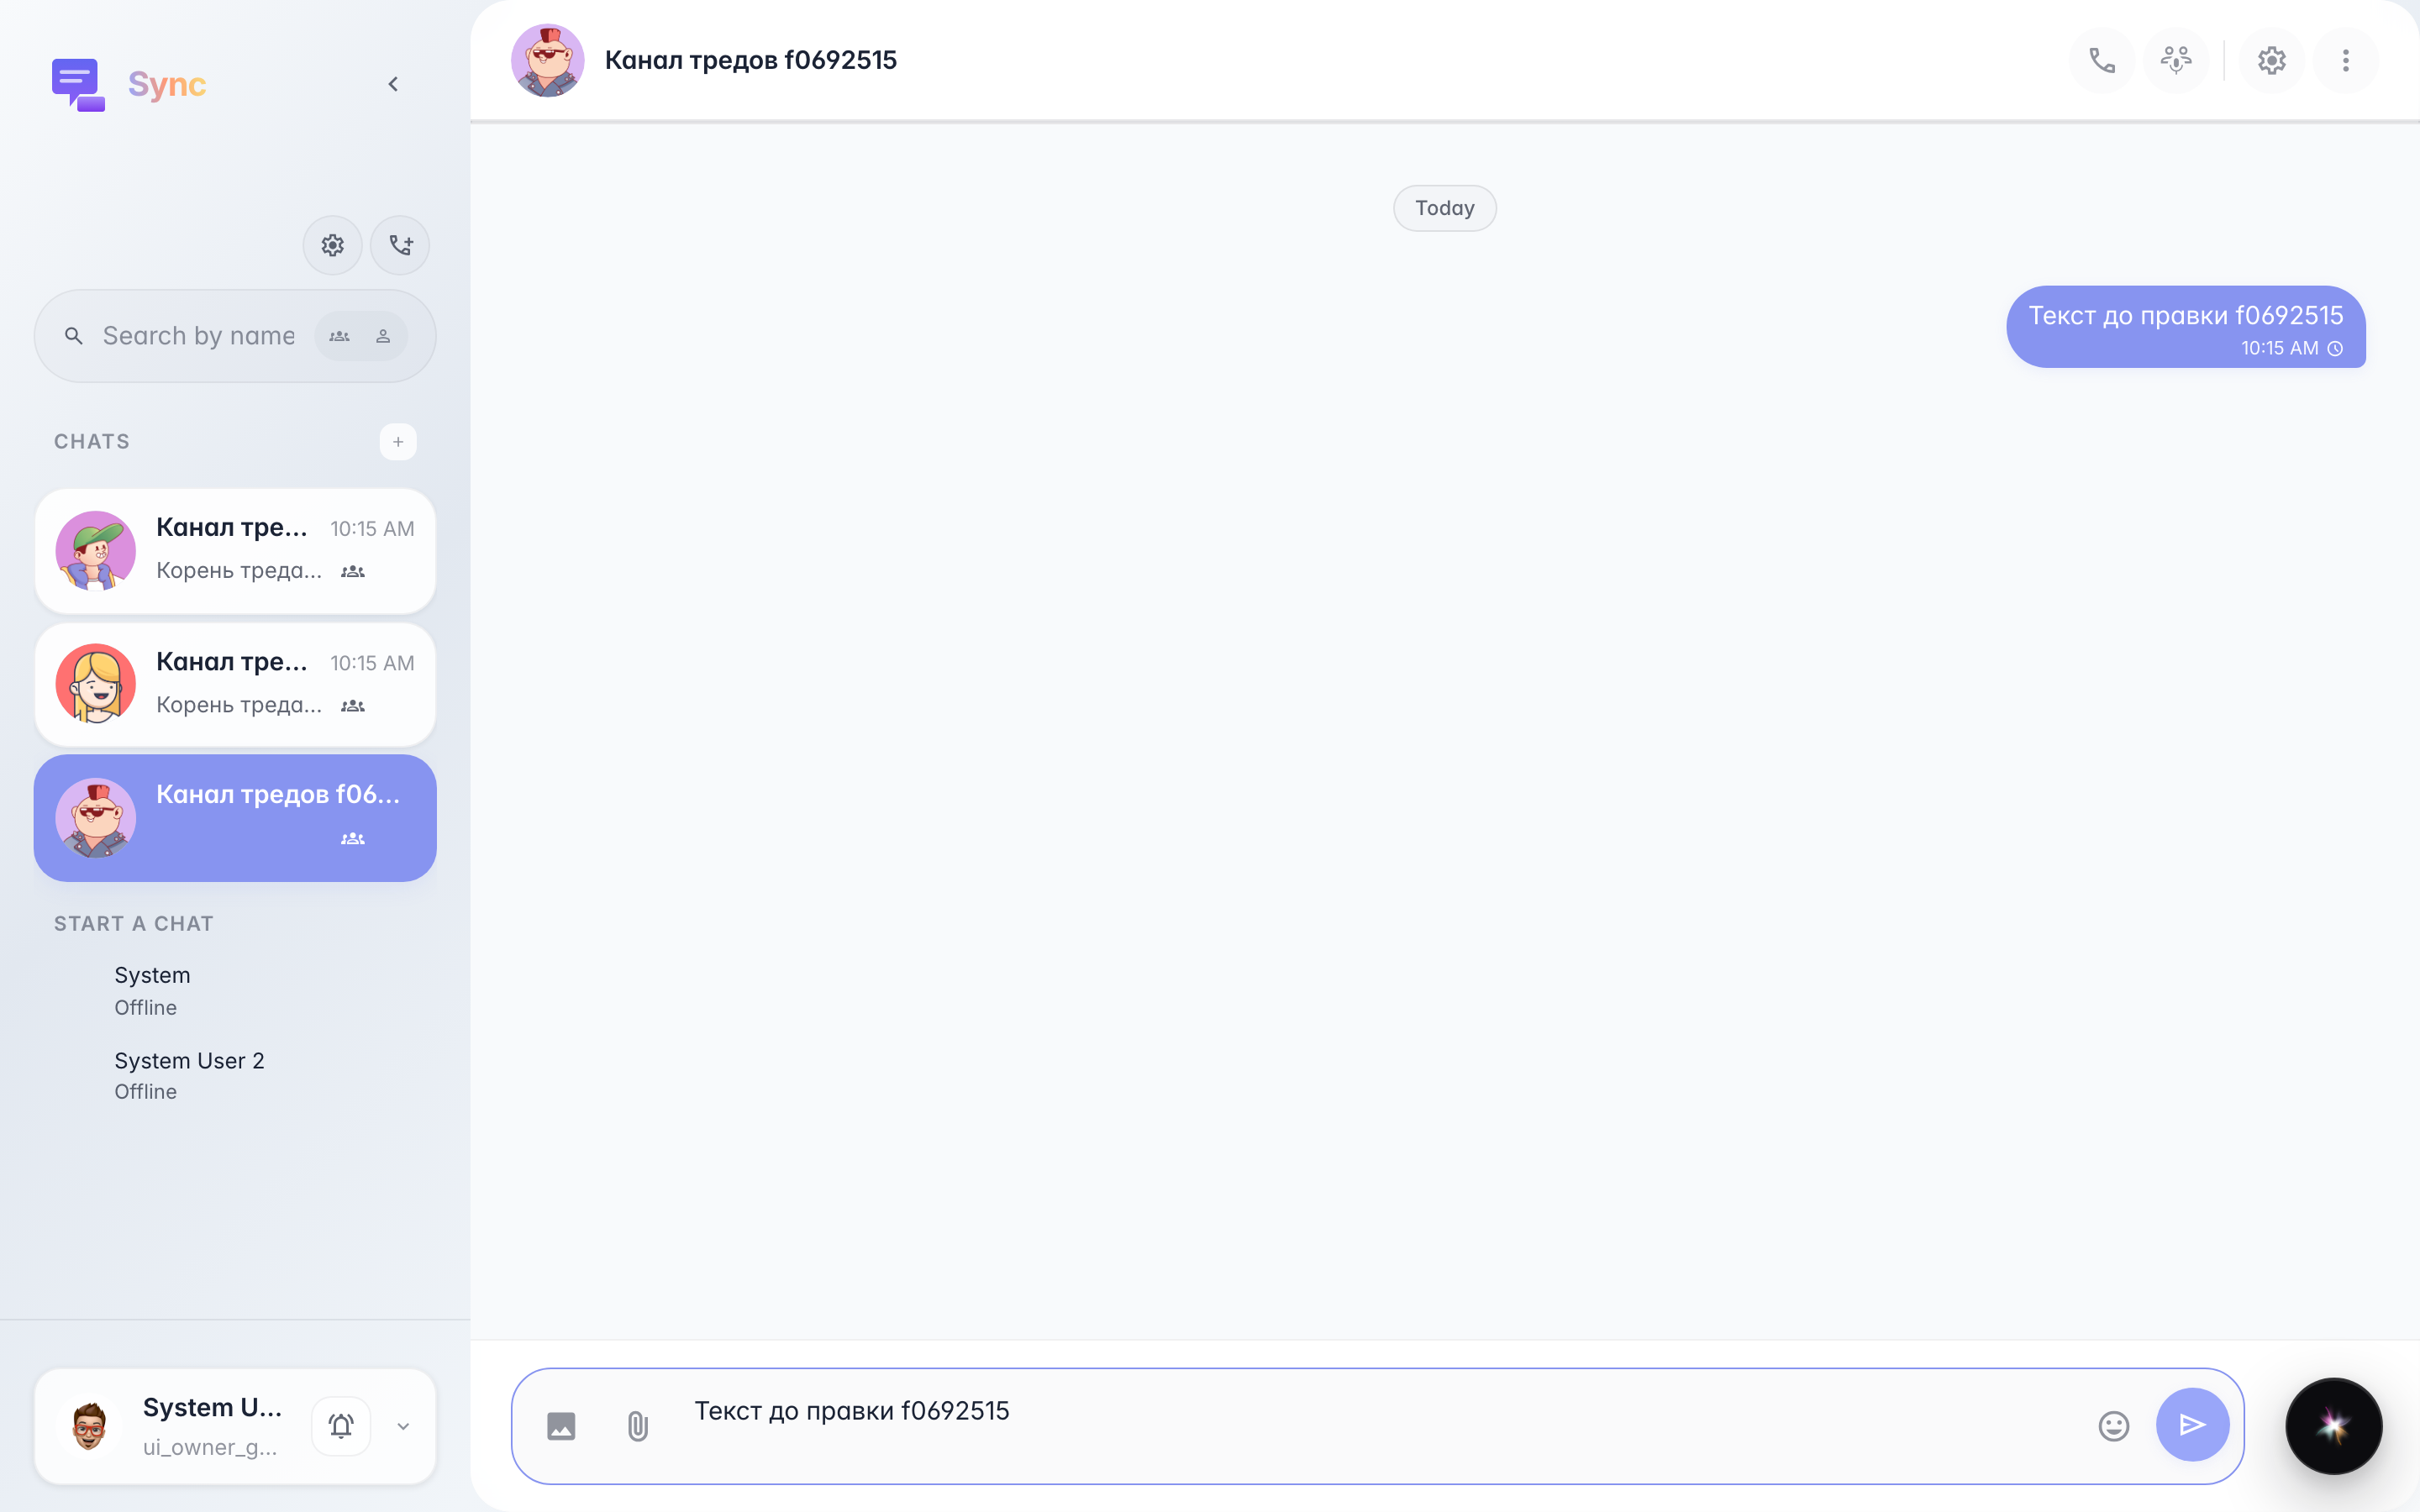 Sync
Search by name
CHATS
+
Канал тре... 10:15 AM
Корень треда...
Канал тре... 10:15 AM
Корень треда...
Канал тредов f06...
START A CHAT
System
Offline
System User 2
Offline
System U...
ui_owner_g...
Канал тредов f0692515
Today
Текст до правки f0692515
10:15 AM
Текст до правки f0692515